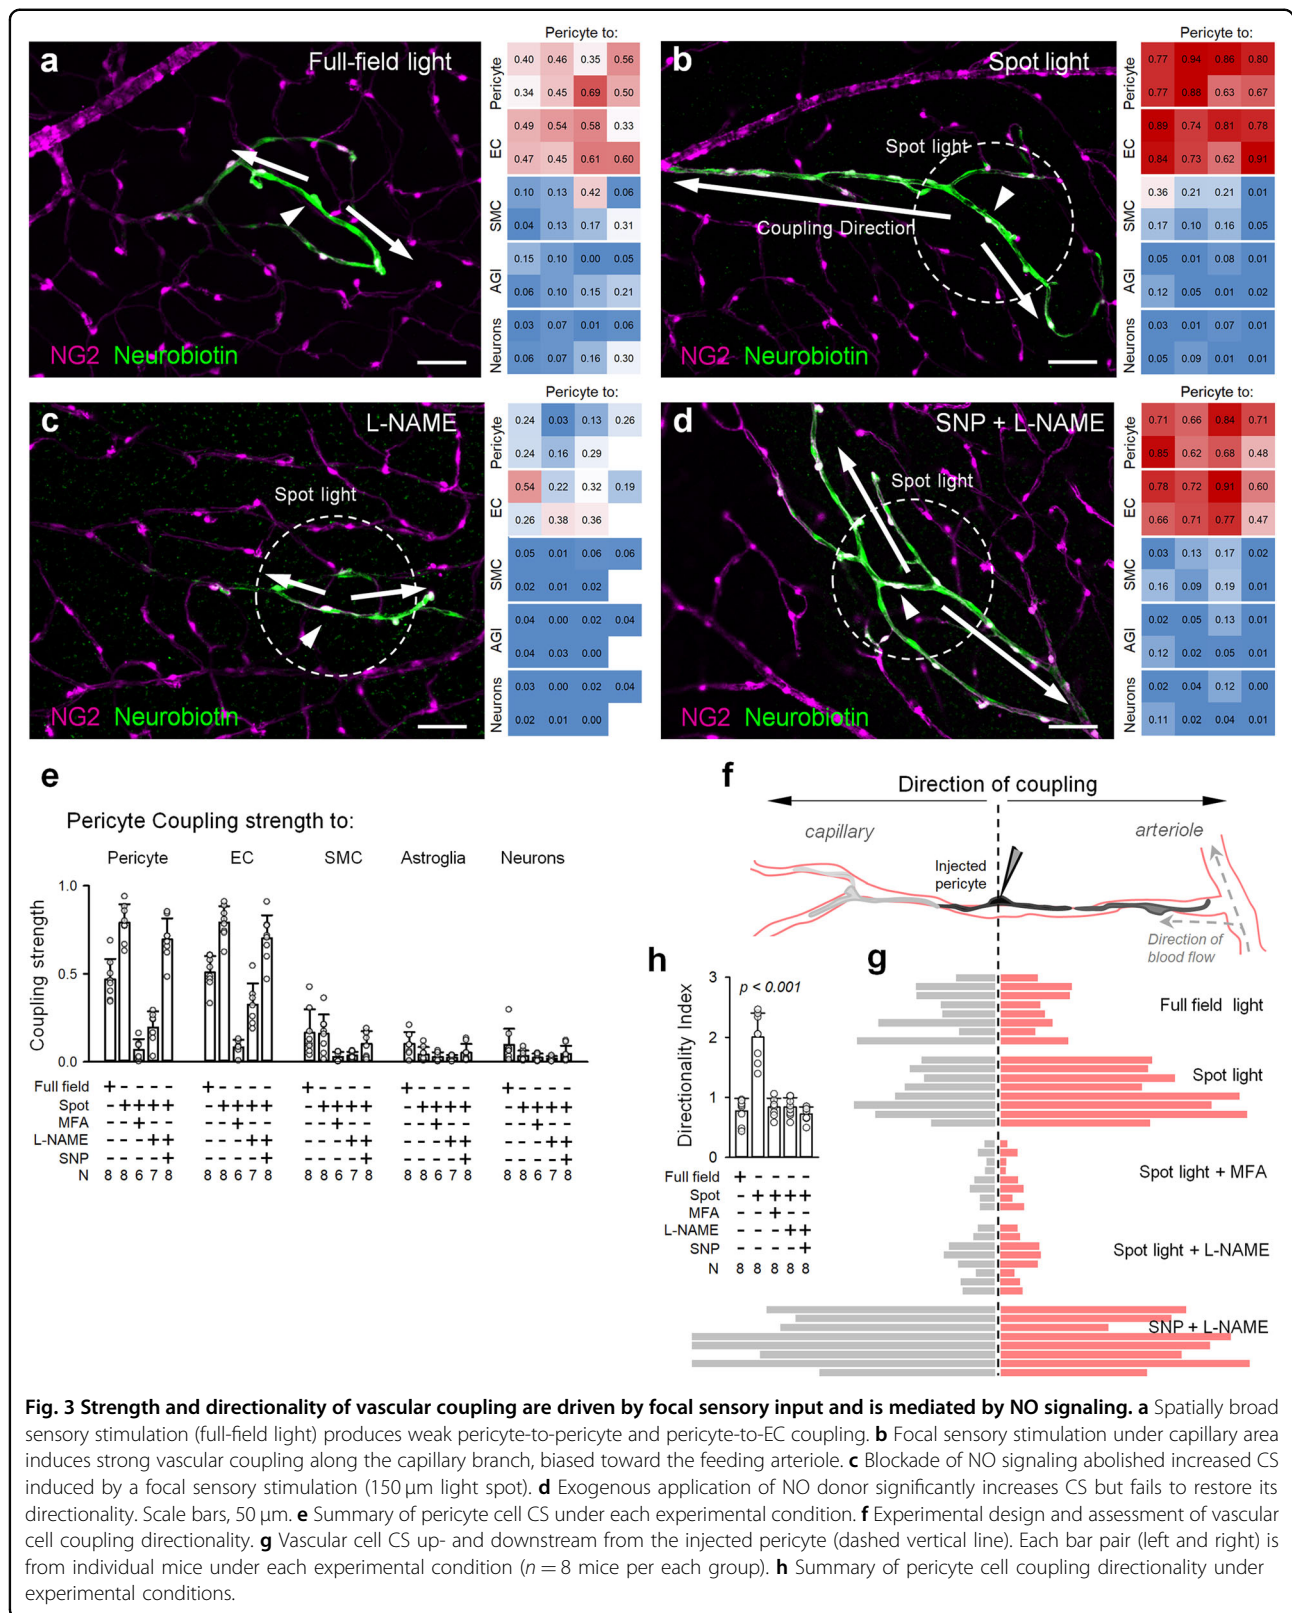 Pericyte to:
a
Full-field light
Pericyte
0.40 0.46 0.35 0.56
0.34 0.45 0.69 0.50
EC
0.49 0.54 0.58 0.33
0.47 0.45 0.61 0.60
SMC
0.10 0.13 0.42 0.06
0.04 0.13 0.17 0.31
AGI
0.15 0.10 0.00 0.05
0.06 0.10 0.15 0.21
Neurons
0.03 0.07 0.01 0.06
0.06 0.07 0.16 0.30
NG2 Neurobiotin
Pericyte to:
b
Spot light
Spot light
Coupling Direction
Pericyte
0.77 0.94 0.86 0.80
0.77 0.86 0.63 0.67
EC
0.89 0.74 0.81 0.78
0.84 0.73 0.62 0.91
SMC
0.36 0.21 0.21 0.01
0.17 0.10 0.16 0.05
AGI
0.05 0.01 0.08 0.01
0.12 0.05 0.01 0.02
Neurons
0.03 0.01 0.07 0.01
0.05 0.09 0.01 0.01
NG2 Neurobiotin
Pericyte to:
c
L-NAME
Spot light
Pericyte
0.24 0.03 0.13 0.26
0.24 0.16 0.29
EC
0.54 0.22 0.32 0.19
0.26 0.38 0.36
SMC
0.05 0.01 0.06 0.06
0.02 0.01 0.02
AGI
0.04 0.00 0.02 0.04
0.04 0.03 0.00
Neurons
0.03 0.00 0.02 0.04
0.02 0.01 0.00
NG2 Neurobiotin
Pericyte to:
d
SNP + L-NAME
Spot light
Pericyte
0.71 0.66 0.84 0.71
0.85 0.62 0.68 0.48
EC
0.78 0.72 0.91 0.60
0.66 0.71 0.77 0.47
SMC
0.03 0.13 0.17 0.02
0.16 0.09 0.19 0.01
AGI
0.02 0.05 0.13 0.01
0.12 0.02 0.05 0.01
Neurons
0.02 0.04 0.12 0.00
0.11 0.02 0.04 0.01
NG2 Neurobiotin
e
Pericyte Coupling strength to:
Pericyte EC SMC Astroglia Neurons
Coupling strength
1.0
0.5
0.0
Full field + - - - - + - - - - + - - - - + - - - - + - - - -
Spot - + + + + - + + + + - + + + + - + + + + - + + + +
MFA - - + - - - - + - - - - + - - - - + - - - - + - -
L-NAME - - - + + - - - + + - - - + + - - - + + - - - + +
SNP - - - - + - - - - + - - - - + - - - - + - - - - +
N 8 8 6 7 8 8 8 6 7 8 8 8 6 7 8 8 8 6 7 8 8 8 6 7 8
f
Direction of coupling
capillary
arteriole
Injected
pericyte
Direction of
blood flow
h
Directionality Index
3
2
1
0
p < 0.001
Full field + - - - -
Spot - + + + +
MFA - - + - -
L-NAME - - - + +
SNP - - - - +
N 8 8 8 8 8
g
Full field light
Spot light
Spot light + MFA
Spot light + L-NAME
SNP + L-NAME
Fig. 3 Strength and directionality of vascular coupling are driven by focal sensory input and is mediated by NO signaling. a Spatially broad
sensory stimulation (full-field light) produces weak pericyte-to-pericyte and pericyte-to-EC coupling. b Focal sensory stimulation under capillary area
induces strong vascular coupling along the capillary branch, biased toward the feeding arteriole. c Blockade of NO signaling abolished increased CS
induced by a focal sensory stimulation (150 µm light spot). d Exogenous application of NO donor significantly increases CS but fails to restore its
directionality. Scale bars, 50 µm. e Summary of pericyte cell CS under each experimental condition. f Experimental design and assessment of vascular
cell coupling directionality. g Vascular cell CS up- and downstream from the injected pericyte (dashed vertical line). Each bar pair (left and right) is
from individual mice under each experimental condition (n = 8 mice per each group). h Summary of pericyte cell coupling directionality under
experimental conditions.